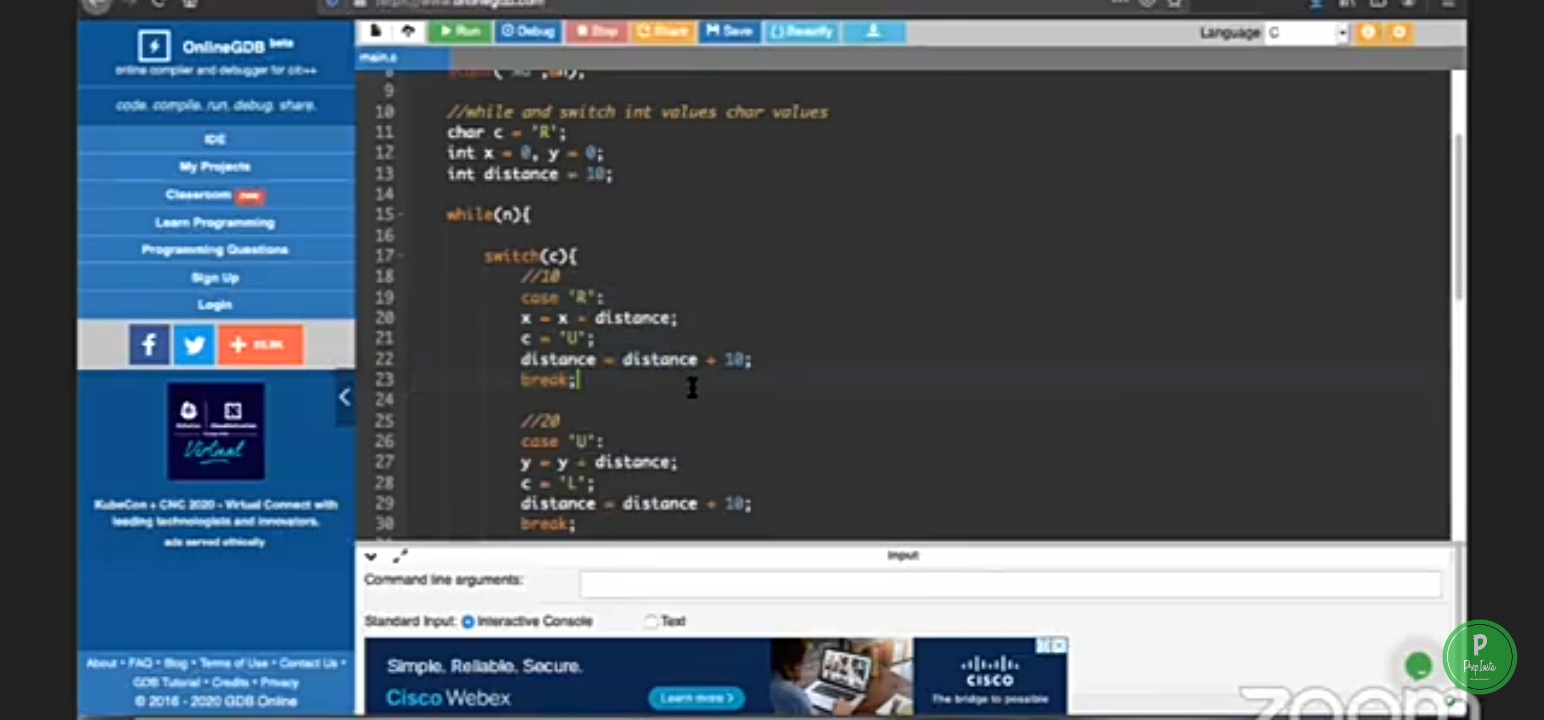 OnlineGDB beta
online compiler and debugger for c/c++
code. compile. run. debug. share.
IDE
My Projects
Classroom new
Learn Programming
Programming Questions
Sign Up
Login
Virtual
KubeCon + CNC 2020 - Virtual Connect with
leading technologists and innovators.
ads served ethically
About • FAQ • Blog • Terms of Use • Contact Us •
GDB Tutorial • Credits • Privacy
© 2016 - 2020 GDB Online
Run Debug Stop Share Save {} Beautify
Language C
main.c
9
10 //while and switch int values char values
11 char c = 'R';
12 int x = 0, y = 0;
13 int distance = 10;
14
15 while(n){
16
17 switch(c){
18 //10
19 case 'R':
20 x = x + distance;
21 c = 'U';
22 distance = distance + 10;
23 break;
24
25 //20
26 case 'U':
27 y = y + distance;
28 c = 'L';
29 distance = distance + 10;
30 break;
input
Command line arguments:
Standard Input: Interactive Console Text
Simple. Reliable. Secure.
Cisco Webex
Learn more
CISCO
The bridge to possible
P
Prep Insta
zoom